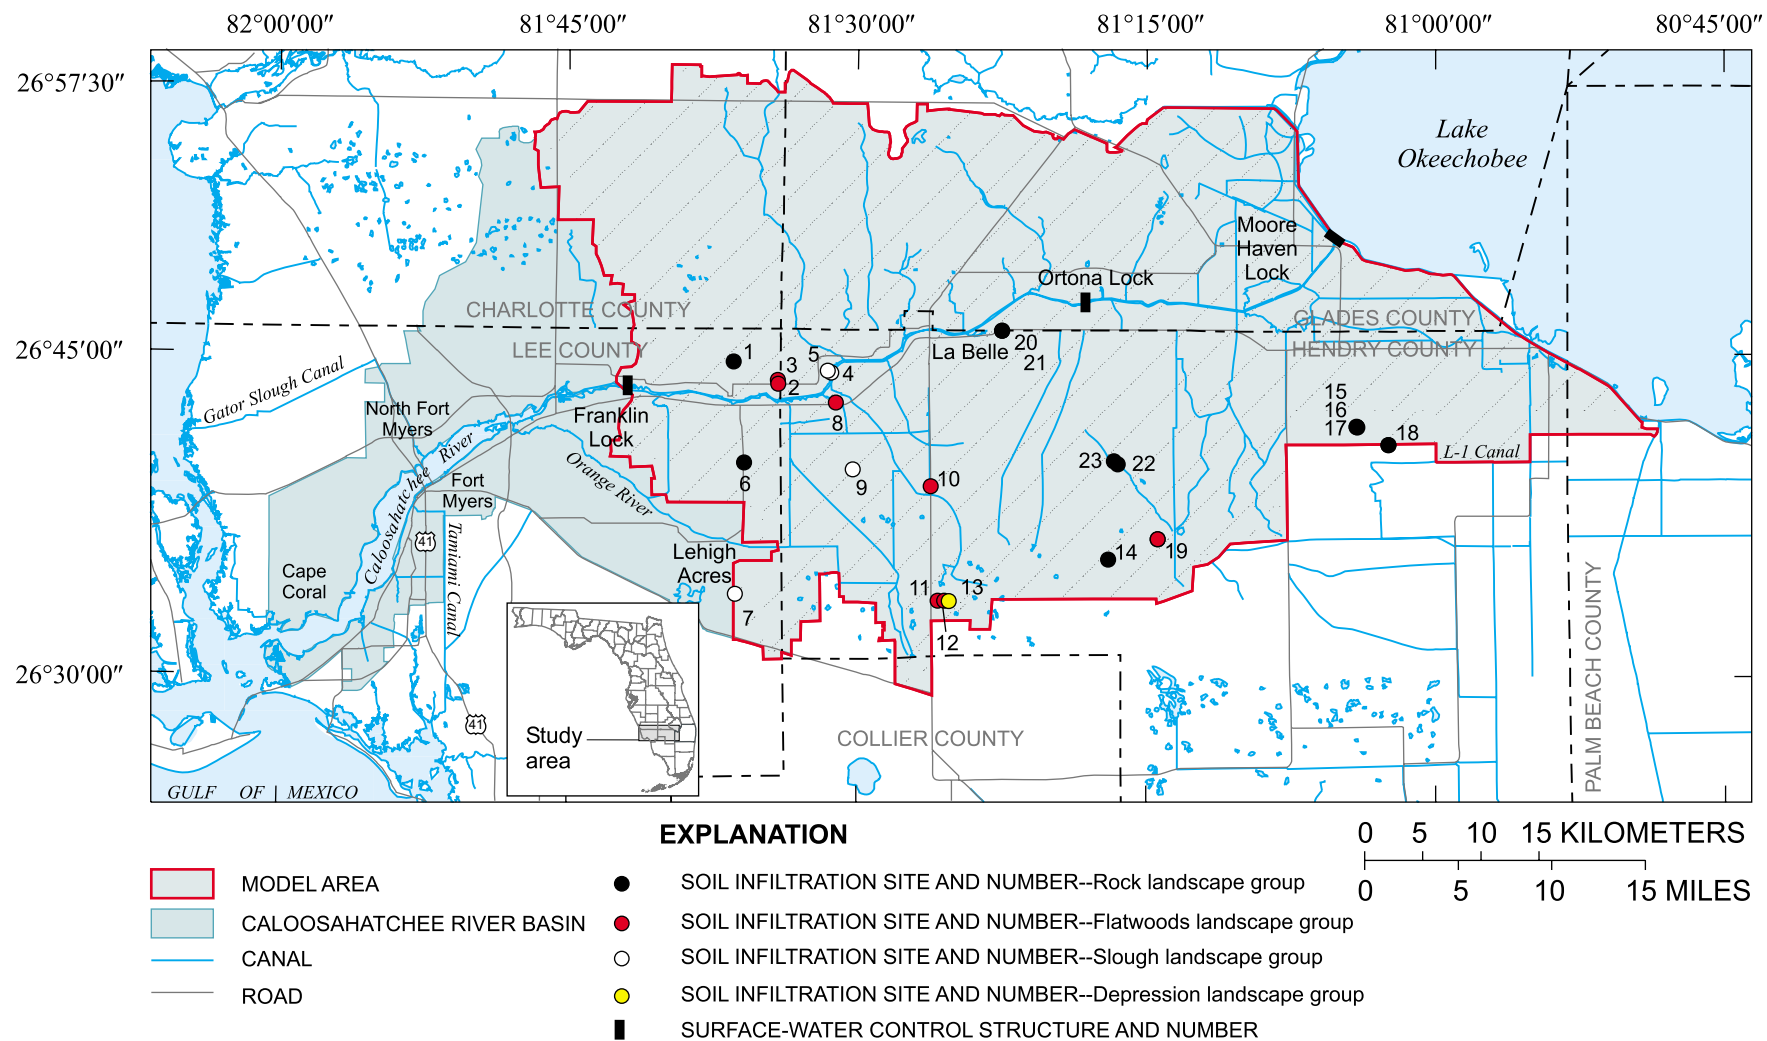 82°00′00″ 81°45′00″ 81°30′00″ 81°15′00″ 81°00′00″ 80°45′00″
26°57′30″
26°45′00″
26°30′00″
Lake
Okeechobee
Moore
Haven
Lock
Ortona Lock
CHARLOTTE COUNTY
GLADES COUNTY
LEE COUNTY
HENDRY COUNTY
La Belle
20
21
1
3
2
5
4
8
Gator Slough Canal
North Fort
Myers
Franklin
Lock
15
16
17
18
L-1 Canal
Caloosahatchee River
Orange River
Fort
Myers
6
9
10
23
22
41
Tamiami Canal
Lehigh
Acres
14
19
Cape
Coral
7
11
13
12
PALM BEACH COUNTY
41
Study
area
COLLIER COUNTY
GULF OF MEXICO
EXPLANATION
MODEL AREA
CALOOSAHATCHEE RIVER BASIN
CANAL
ROAD
SOIL INFILTRATION SITE AND NUMBER--Rock landscape group
SOIL INFILTRATION SITE AND NUMBER--Flatwoods landscape group
SOIL INFILTRATION SITE AND NUMBER--Slough landscape group
SOIL INFILTRATION SITE AND NUMBER--Depression landscape group
SURFACE-WATER CONTROL STRUCTURE AND NUMBER
0 5 10 15 KILOMETERS
0 5 10 15 MILES